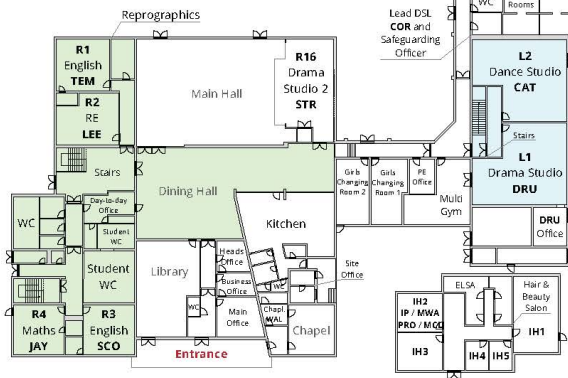 Reprographics
Lead DSL
COR and
Safeguarding
Officer
WC
Rooms
R1
English
TEM
R2
RE
LEE
Main Hall
R16
Drama
Studio 2
STR
L2
Dance Studio
CAT
Stairs
L1
Drama Studio
DRU
DRU
Office
Stairs
Dining Hall
Girls
Changing
Room 2
Girls
Changing
Room 1
PE
Office
Multi
Gym
WC
Day-to-day
Office
Student
WC
Kitchen
Student
WC
Library
Heads
Office
Business
Office
Main
Office
WC
WC
Site
Office
Chapl.
WAL
Chapel
R4
Maths
JAY
R3
English
SCO
Entrance
ELSA
Hair &
Beauty
Salon
IH1
IH2
IP / MWA
PRO / MOD
IH3
IH4
IH5